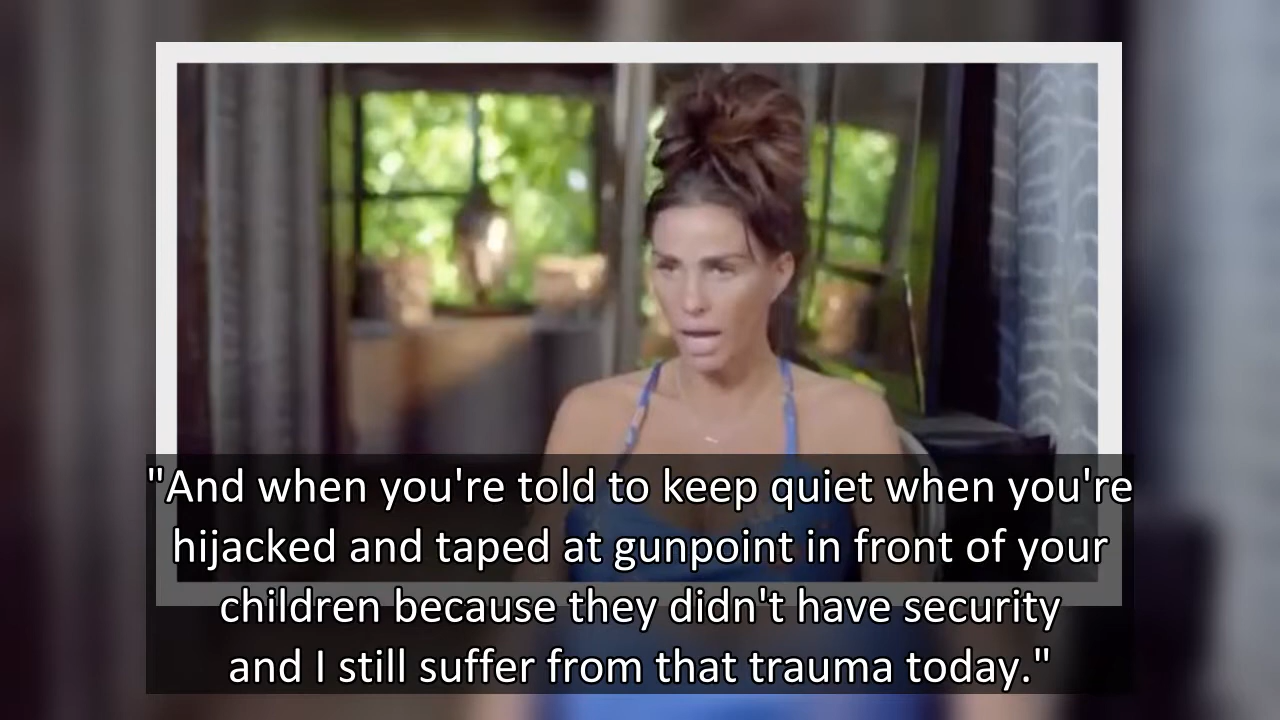 "And when you're told to keep quiet when you're
hijacked and taped at gunpoint in front of your
children because they didn't have security
and I still suffer from that trauma today."